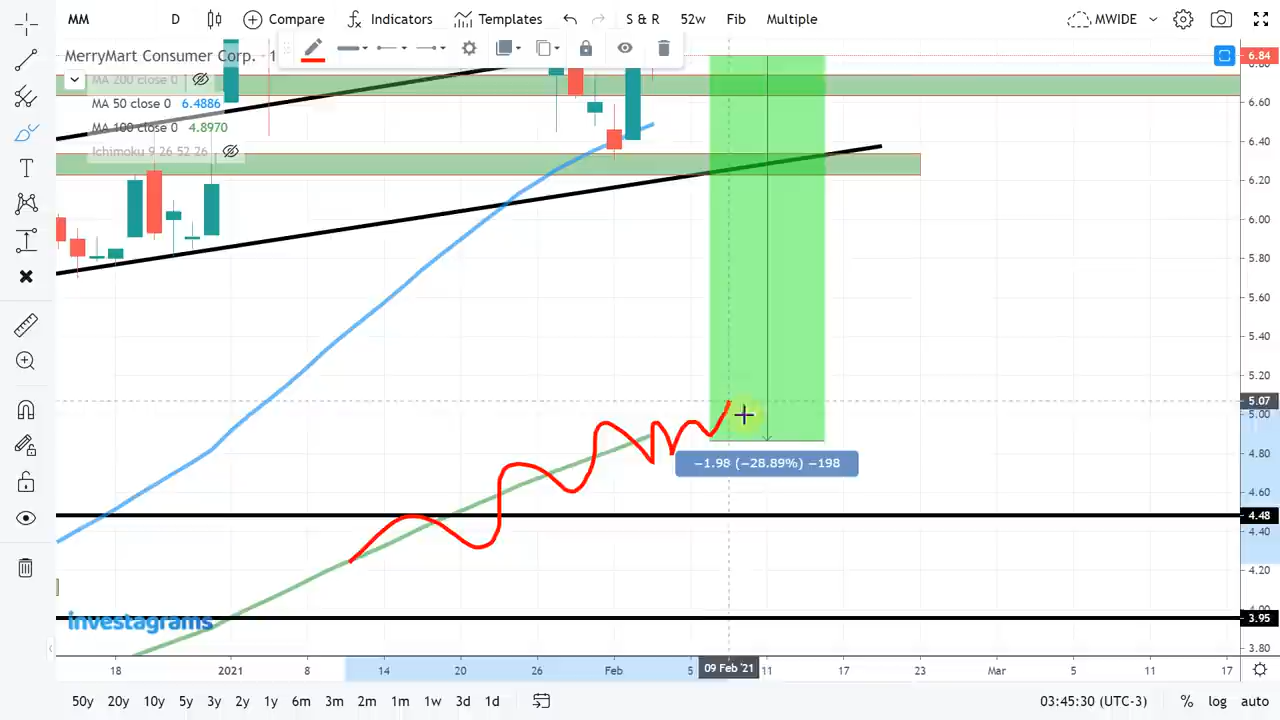 MM D Compare Indicators Templates S & R 52w Fib Multiple MWIDE
MerryMart Consumer Corp. · 1
MA 200 close 0
MA 50 close 0 6.4886
MA 100 close 0 4.8970
Ichimoku 9 26 52 26
6.84
6.60
6.40
6.20
6.00
5.80
5.60
5.40
5.20
5.07
5.00
4.80
4.60
4.48
4.40
4.20
3.95
3.80
−1.98 (−28.89%) −198
investagrams
18 2021 8 14 20 26 Feb 5 09 Feb '21 11 17 23 Mar 5 11 17
50y 20y 10y 5y 3y 2y 1y 6m 3m 2m 1m 1w 3d 1d 03:45:30 (UTC-3) % log auto